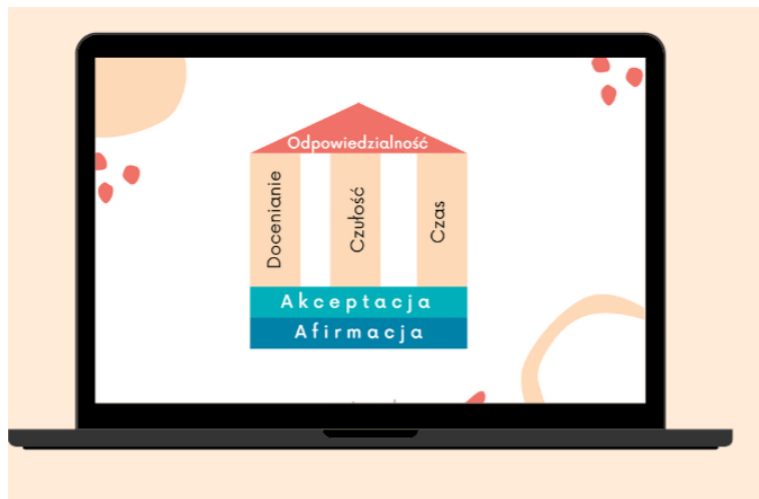 Odpowiedzialność
Docenianie
Czułość
Czas
Akceptacja
Afirmacja